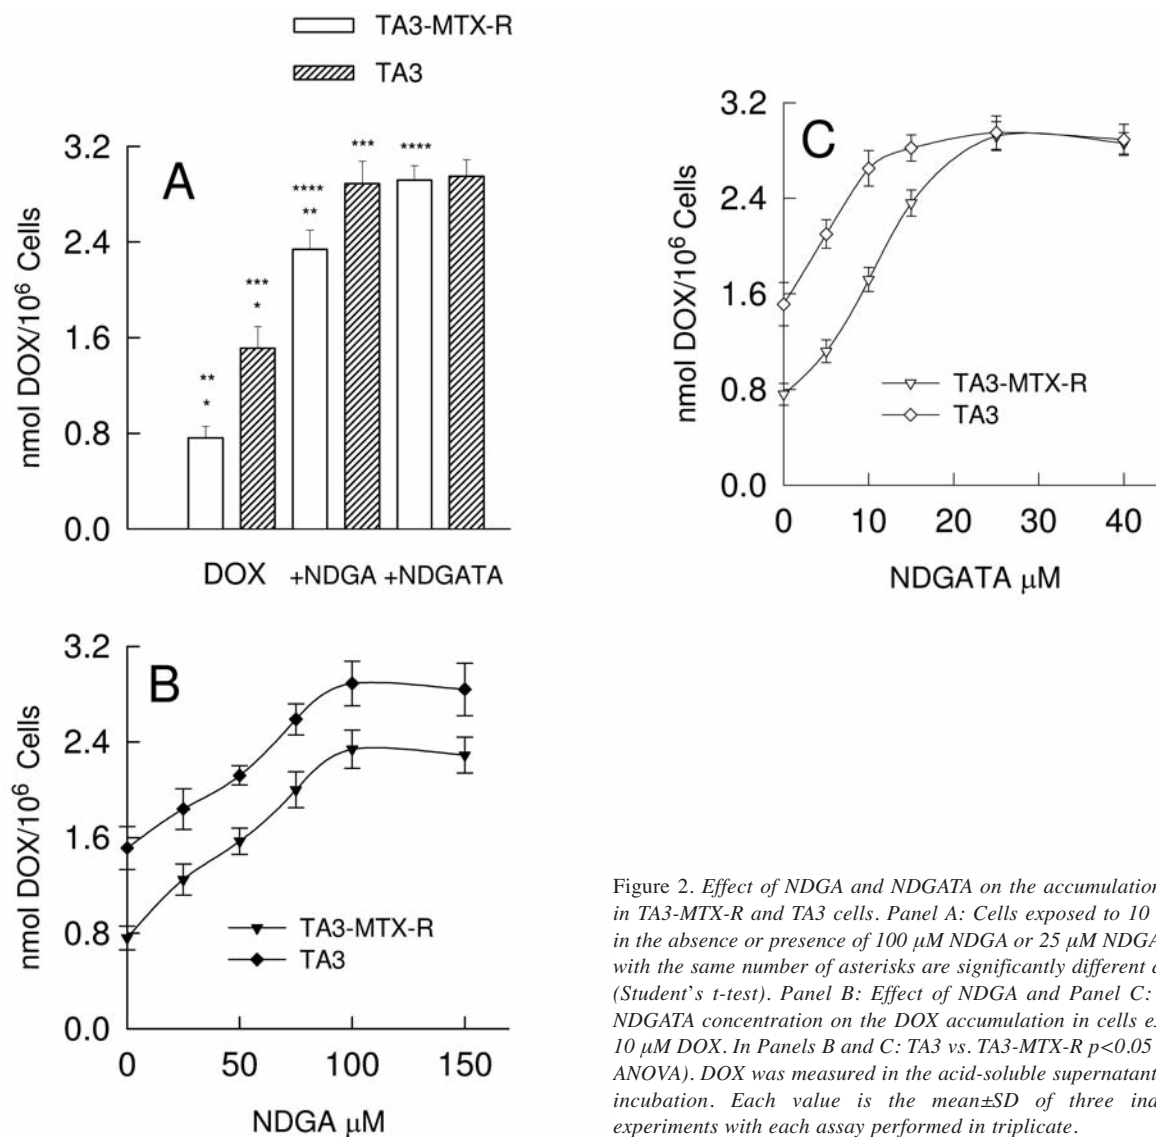 TA3-MTX-R
TA3
A
nmol DOX/10⁶ Cells
3.2
2.4
1.6
0.8
0.0
**
*
***
*
****
**
***
****
DOX +NDGA +NDGATA
C
nmol DOX/10⁶ Cells
3.2
2.4
1.6
0.8
0.0
TA3-MTX-R
TA3
0 10 20 30 40
NDGATA μM
B
nmol DOX/10⁶ Cells
3.2
2.4
1.6
0.8
0.0
TA3-MTX-R
TA3
0 50 100 150
NDGA μM
Figure 2. Effect of NDGA and NDGATA on the accumulation
in TA3-MTX-R and TA3 cells. Panel A: Cells exposed to 10
in the absence or presence of 100 μM NDGA or 25 μM NDGA
with the same number of asterisks are significantly different
(Student's t-test). Panel B: Effect of NDGA and Panel C:
NDGATA concentration on the DOX accumulation in cells
10 μM DOX. In Panels B and C: TA3 vs. TA3-MTX-R p<0.05
ANOVA). DOX was measured in the acid-soluble supernatant
incubation. Each value is the mean±SD of three
experiments with each assay performed in triplicate.